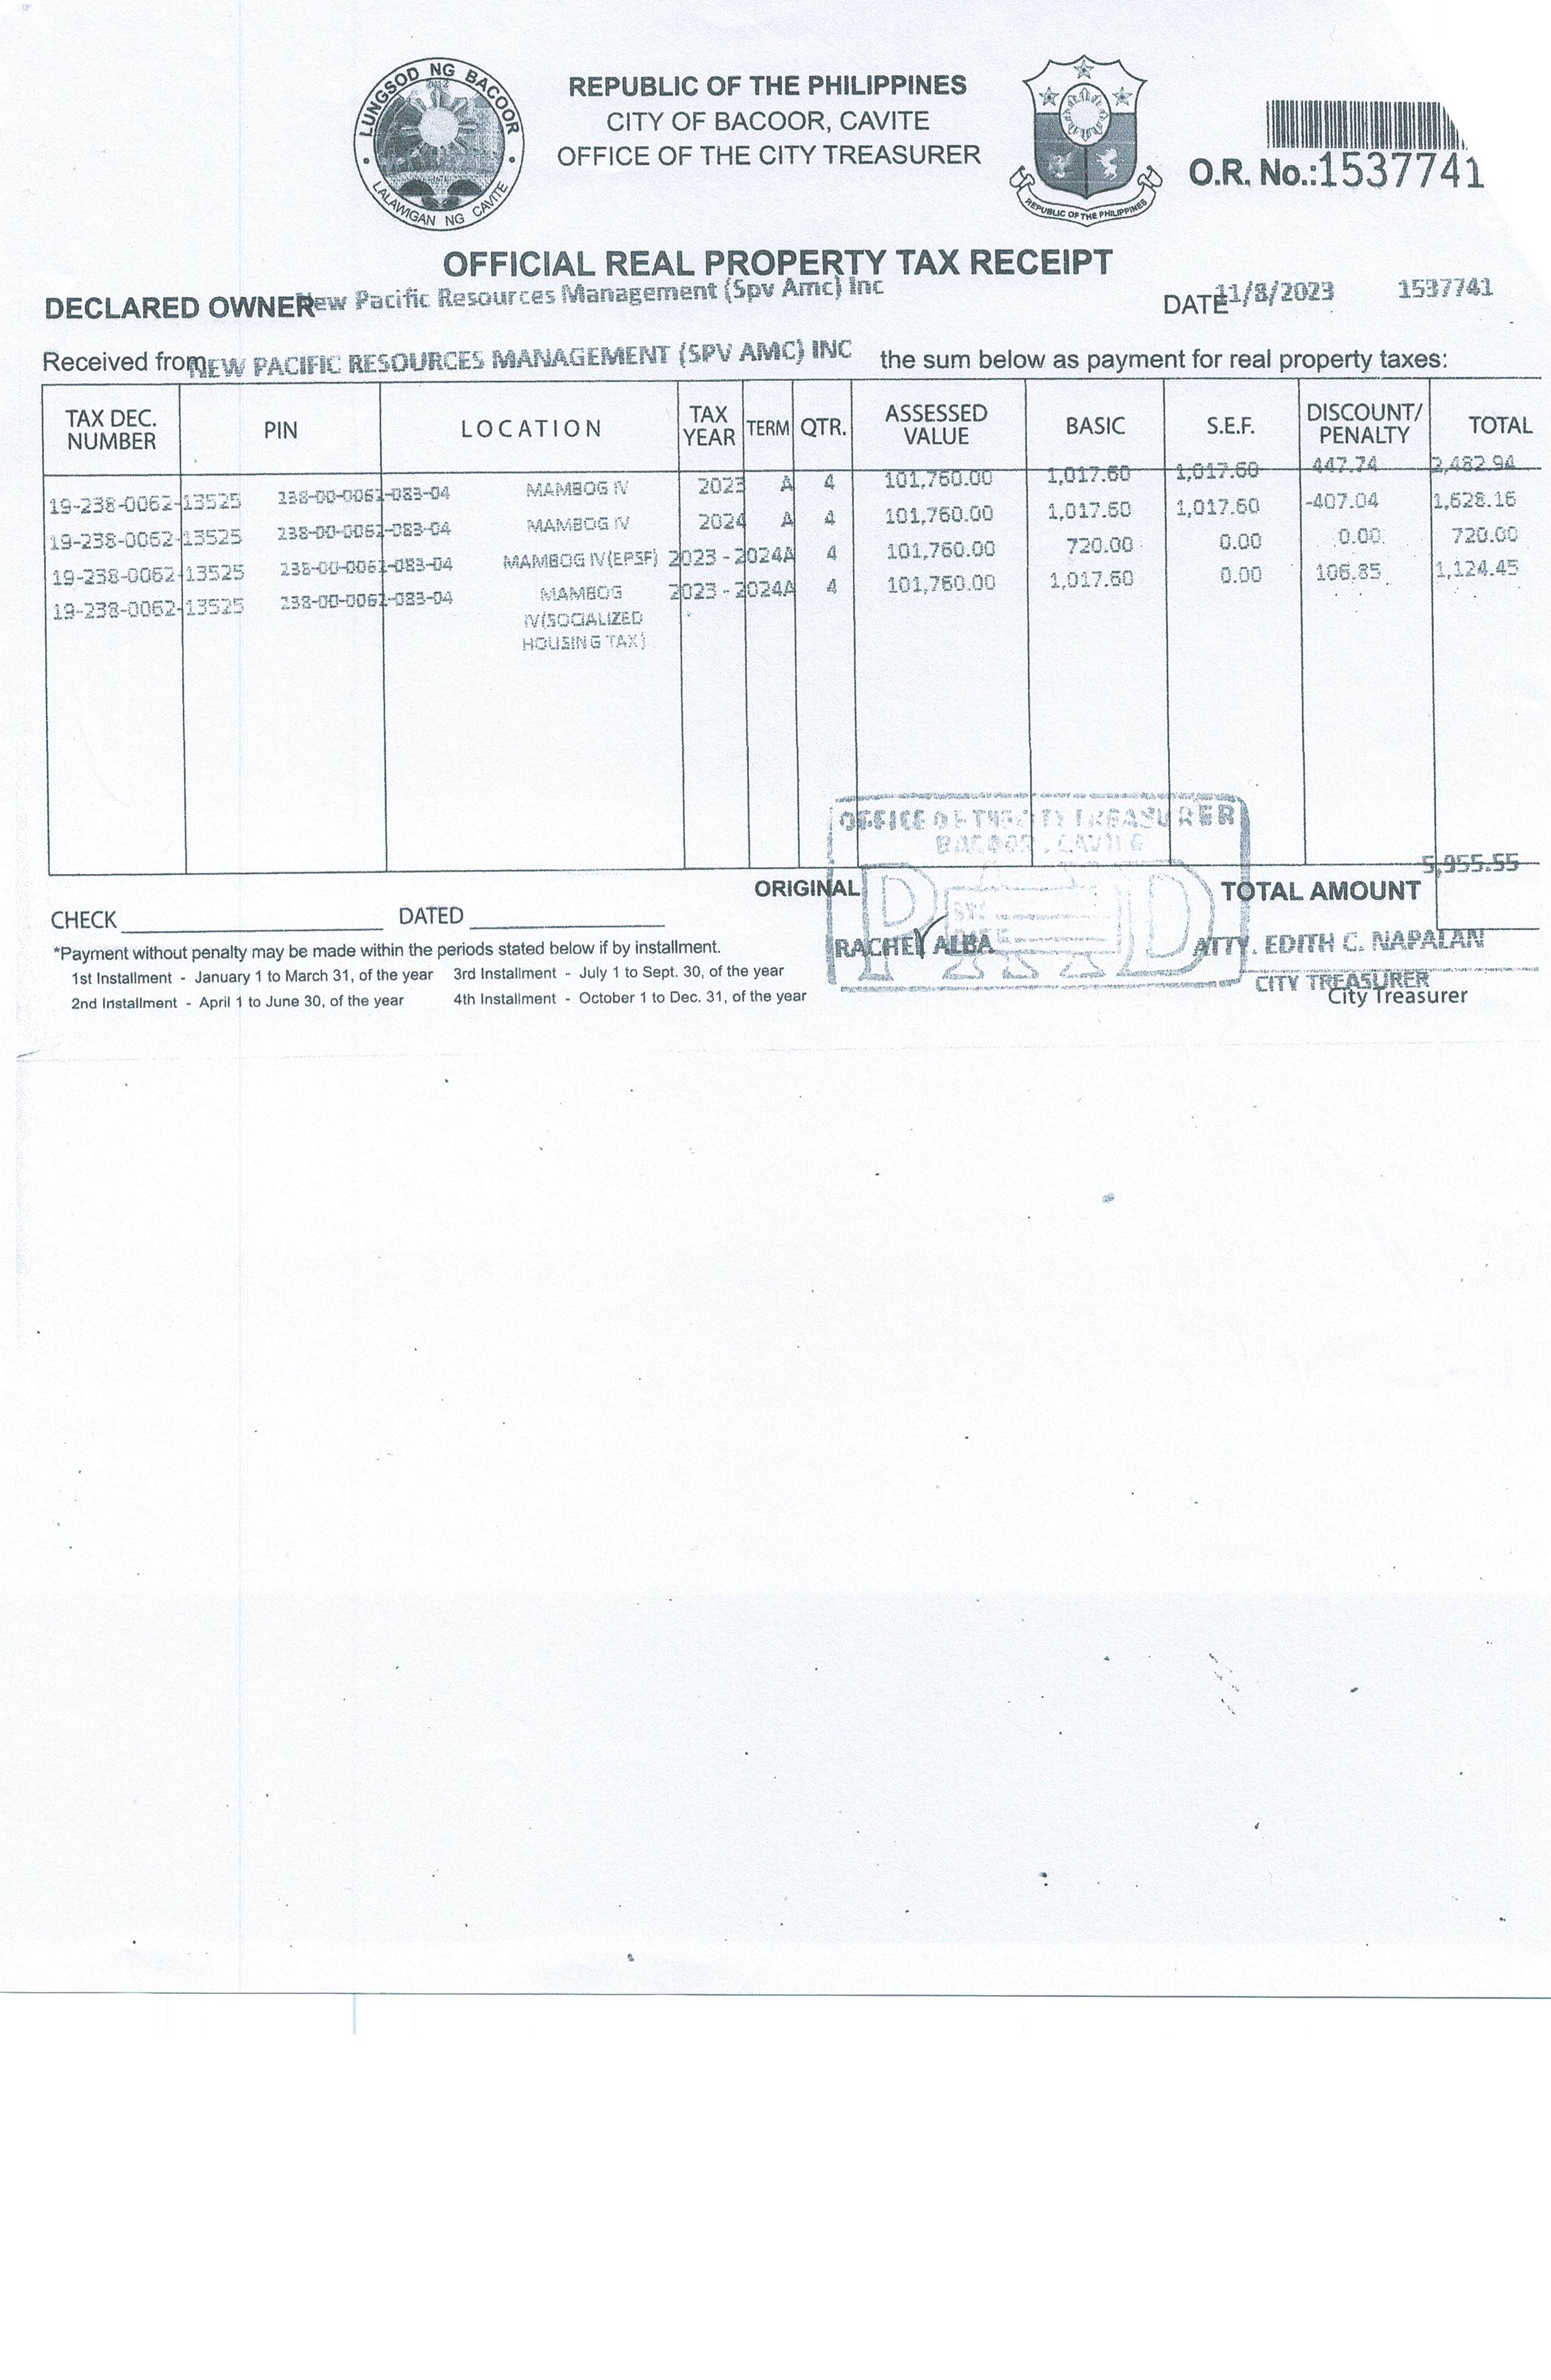 LUNGSOD NG BACOOR
LALAWIGAN NG CAVITE
REPUBLIC OF THE PHILIPPINES
CITY OF BACOOR, CAVITE
OFFICE OF THE CITY TREASURER
REPUBLIC OF THE PHILIPPINES
O.R. No.:1537741
OFFICIAL REAL PROPERTY TAX RECEIPT
DECLARED OWNER New Pacific Resources Management (Spv Amc) Inc DATE 11/8/2023 1537741
Received from NEW PACIFIC RESOURCES MANAGEMENT (SPV AMC) INC the sum below as payment for real property taxes:
TAX DEC. NUMBER PIN LOCATION TAX YEAR TERM QTR. ASSESSED VALUE BASIC S.E.F. DISCOUNT/ PENALTY TOTAL
19-238-0062-13525 238-00-0062-083-04 MAMBOG IV 2023 A 4 101,760.00 1,017.60 1,017.60 447.74 2,482.94
19-238-0062-13525 238-00-0062-083-04 MAMBOG IV 2024 A 4 101,760.00 1,017.60 1,017.60 -407.04 1,628.16
19-238-0062-13525 238-00-0062-083-04 MAMBOG IV(EPSF) 2023 - 2024A 4 101,760.00 720.00 0.00 0.00 720.00
19-238-0062-13525 238-00-0062-083-04 MAMBOG 2023 - 2024A 4 101,760.00 1,017.60 0.00 106.85 1,124.45
IV(SOCIALIZED
HOUSING TAX)
OFFICE OF THE CITY TREASURER
BACOOR, CAVITE
PAID
BY:
DATE
5,955.55
ORIGINAL TOTAL AMOUNT
CHECK DATED
RACHEL ALBA ATTY. EDITH C. NAPALAN
*Payment without penalty may be made within the periods stated below if by installment.
1st Installment - January 1 to March 31, of the year 3rd Installment - July 1 to Sept. 30, of the year
2nd Installment - April 1 to June 30, of the year 4th Installment - October 1 to Dec. 31, of the year
CITY TREASURER
City Treasurer